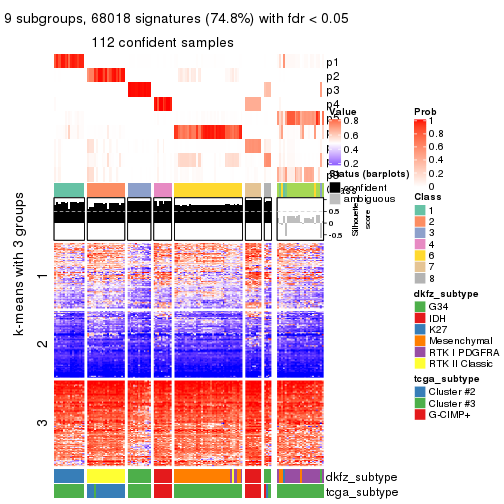 9 subgroups, 68018 signatures (74.8%) with fdr < 0.05
112 confident samples
p1
p2
p3
p4
Value
0.8
0.6
0.4
0.2
Status (barplots)
confident
ambiguous
0.5
0
-0.5
Silhouette
score
k-means with 3 groups
1
2
3
Prob
1
0.8
0.6
0.4
0.2
0
Class
1
2
3
4
6
7
8
dkfz_subtype
G34
IDH
K27
Mesenchymal
RTK I PDGFRA
RTK II Classic
tcga_subtype
Cluster #2
Cluster #3
G-CIMP+
dkfz_subtype
tcga_subtype